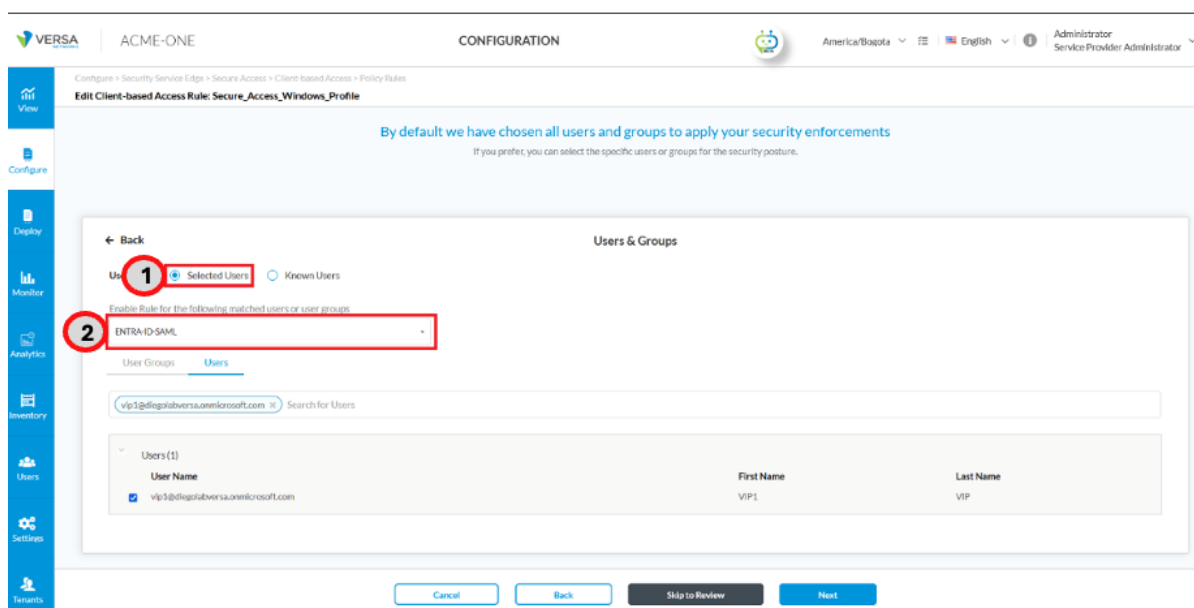 VERSA
NETWORKS
ACME-ONE
CONFIGURATION
America/Bogota
English
Administrator
Service Provider Administrator
Configure > Security Service Edge > Secure Access > Client-based Access > Policy Rules
Edit Client-based Access Rule: Secure_Access_Windows_Profile
View
Configure
Deploy
Monitor
Analytics
Inventory
Users
Settings
Tenants
By default we have chosen all users and groups to apply your security enforcements
If you prefer, you can select the specific users or groups for the security posture.
← Back
Users & Groups
1
Selected Users
Known Users
Enable Rule for the following matched users or user groups
2
ENTRA-ID-SAML
User Groups
Users
vip1@diegolabversa.onmicrosoft.com ×
Search for Users
Users (1)
User Name
First Name
Last Name
vip1@diegolabversa.onmicrosoft.com
VIP1
VIP
Cancel
Back
Skip to Review
Next